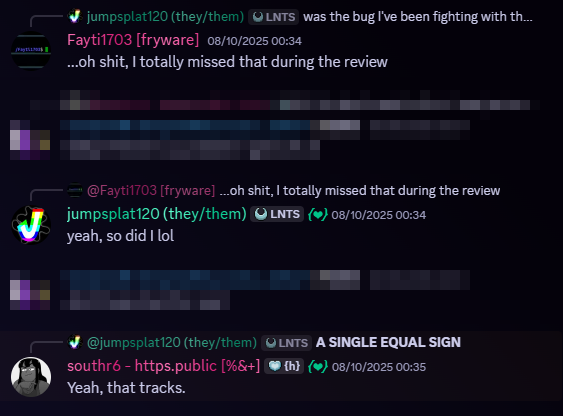 jumpsplat120 (they/them) LNTS was the bug I've been fighting with th...
Fayti1703 [fryware] 08/10/2025 00:34
...oh shit, I totally missed that during the review
@Fayti1703 [fryware] ...oh shit, I totally missed that during the review
jumpsplat120 (they/them) LNTS {♥} 08/10/2025 00:34
yeah, so did I lol
@jumpsplat120 (they/them) LNTS A SINGLE EQUAL SIGN
southr6 - https.public [%&+] {h} {♥} 08/10/2025 00:35
Yeah, that tracks.